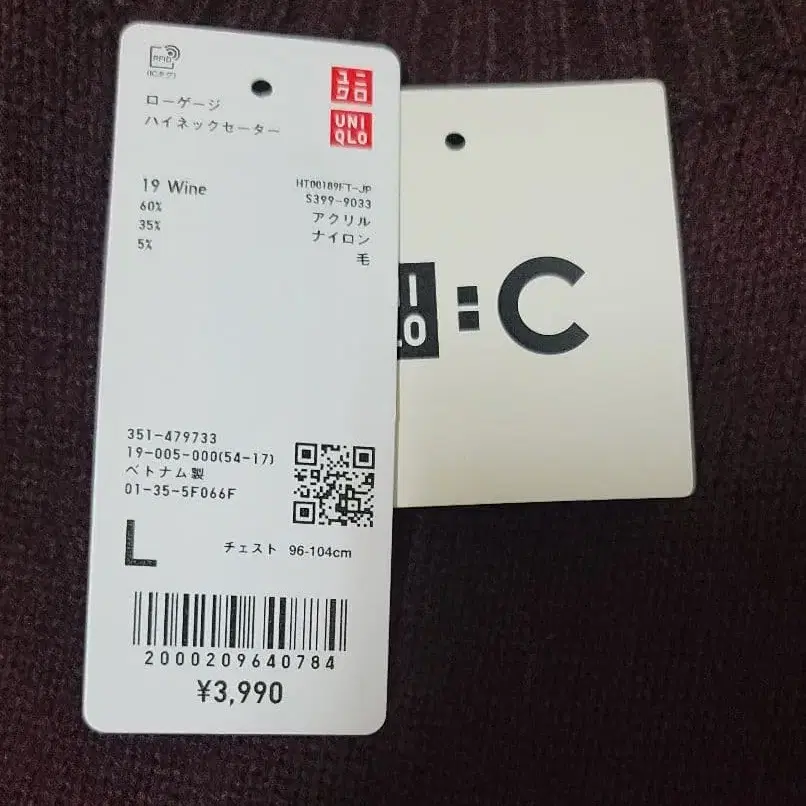 RFID
(ICタグ)
ローゲージ
ハイネックセーター
ユニ
クロ
UNI
QLO
19 Wine
HT00189FT-JP
S399-9033
60%
アクリル
35%
ナイロン
5%
毛
351-479733
19-005-000(54-17)
ベトナム製
01-35-5F066F
L
チェスト 96-104cm
2000209640784
¥3,990
: C